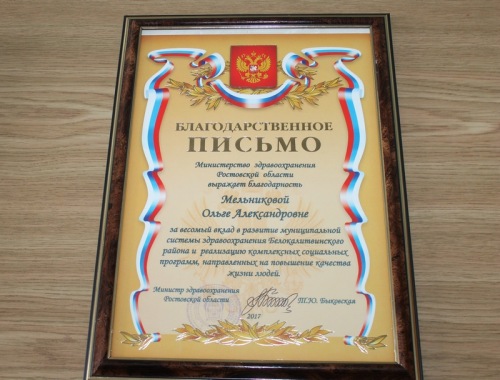 БЛАГОДАРСТВЕННОЕ
ПИСЬМО
Министерство здравоохранения
Ростовской области
выражает благодарность
Мельниковой
Ольге Александровне
за весомый вклад в развитие муниципальной
системы здравоохранения Белокалитвинского
района и реализацию комплексных социальных
программ, направленных на повышение качества
жизни людей.
Министр здравоохранения
Ростовской области
Т.Ю. Быковская
2017